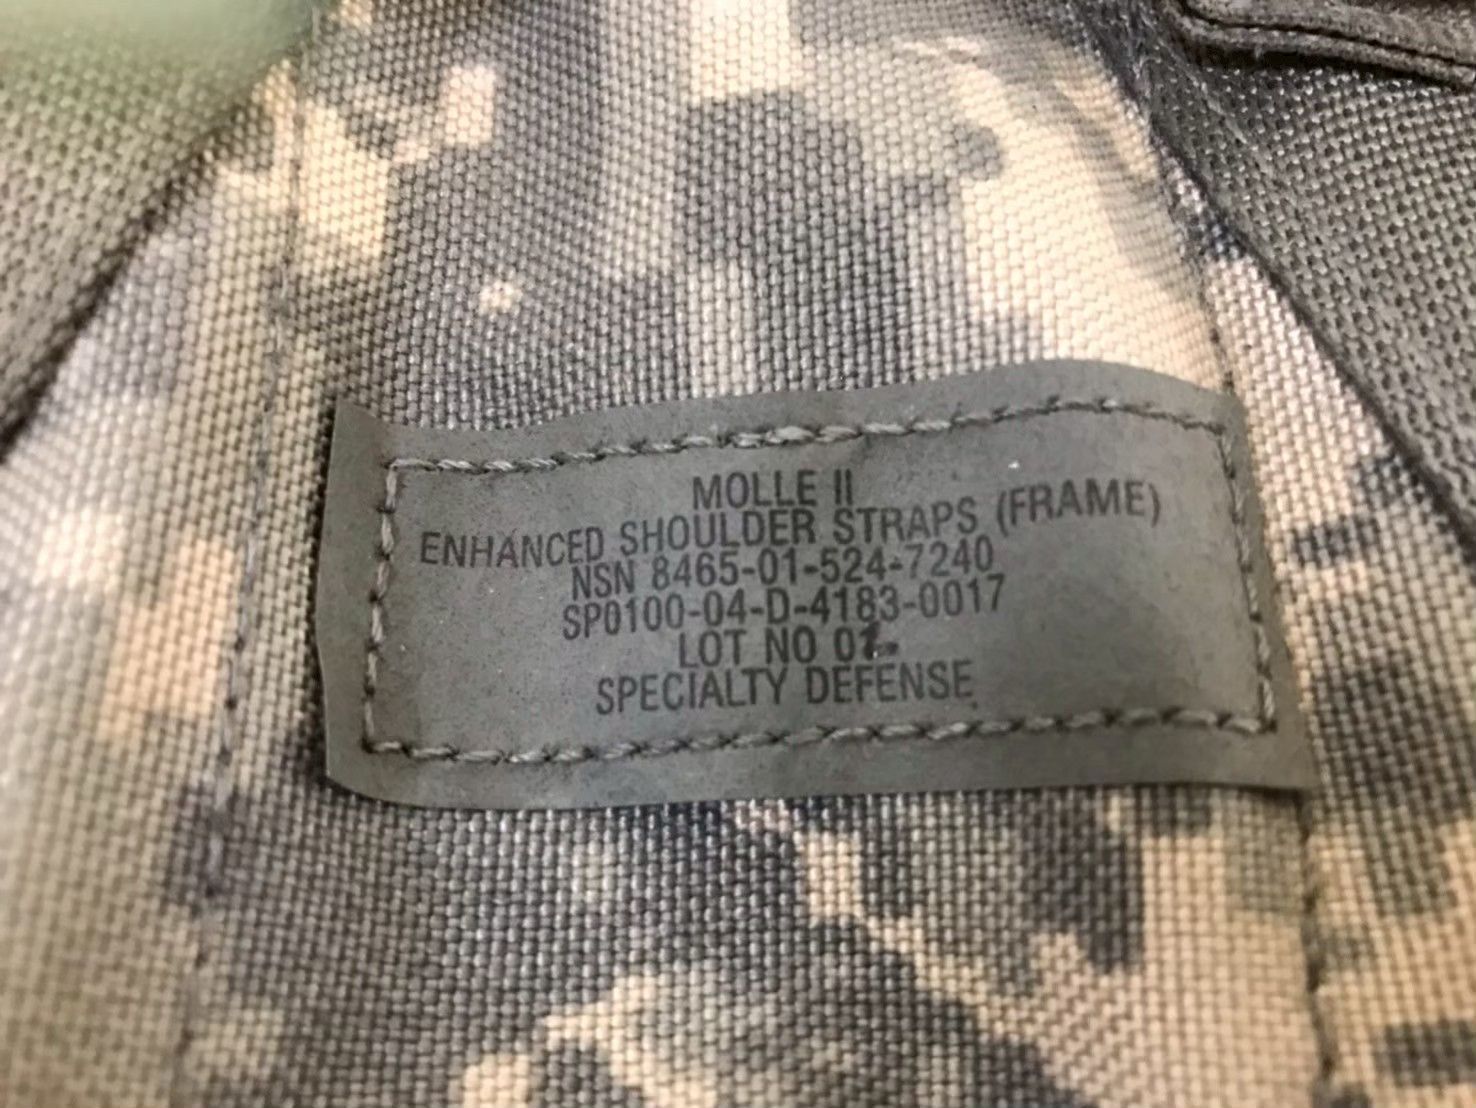 MOLLE II
ENHANCED SHOULDER STRAPS (FRAME)
NSN 8465-01-524-7240
SP0100-04-D-4183-0017
LOT NO 01.
SPECIALTY DEFENSE